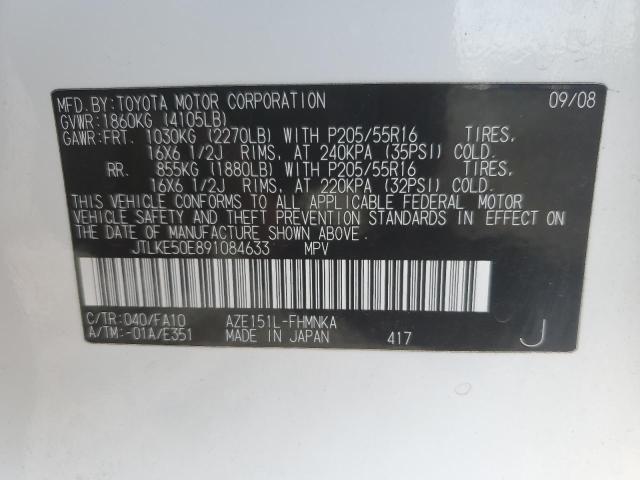 MFD.BY:TOYOTA MOTOR CORPORATION 09/08
GVWR:1860KG (4105LB)
GAWR:FRT. 1030KG (2270LB) WITH P205/55R16 TIRES,
16X6 1/2J RIMS, AT 240KPA (35PSI) COLD.
RR. 855KG (1880LB) WITH P205/55R16 TIRES,
16X6 1/2J RIMS, AT 220KPA (32PSI) COLD.
THIS VEHICLE CONFORMS TO ALL APPLICABLE FEDERAL MOTOR
VEHICLE SAFETY AND THEFT PREVENTION STANDARDS IN EFFECT ON
THE DATE OF MANUFACTURE SHOWN ABOVE.
JTLKE50E891084633 MPV
C/TR:040/FA10 AZE151L-FHMNKA
A/TM:-01A/E351 MADE IN JAPAN 417 J